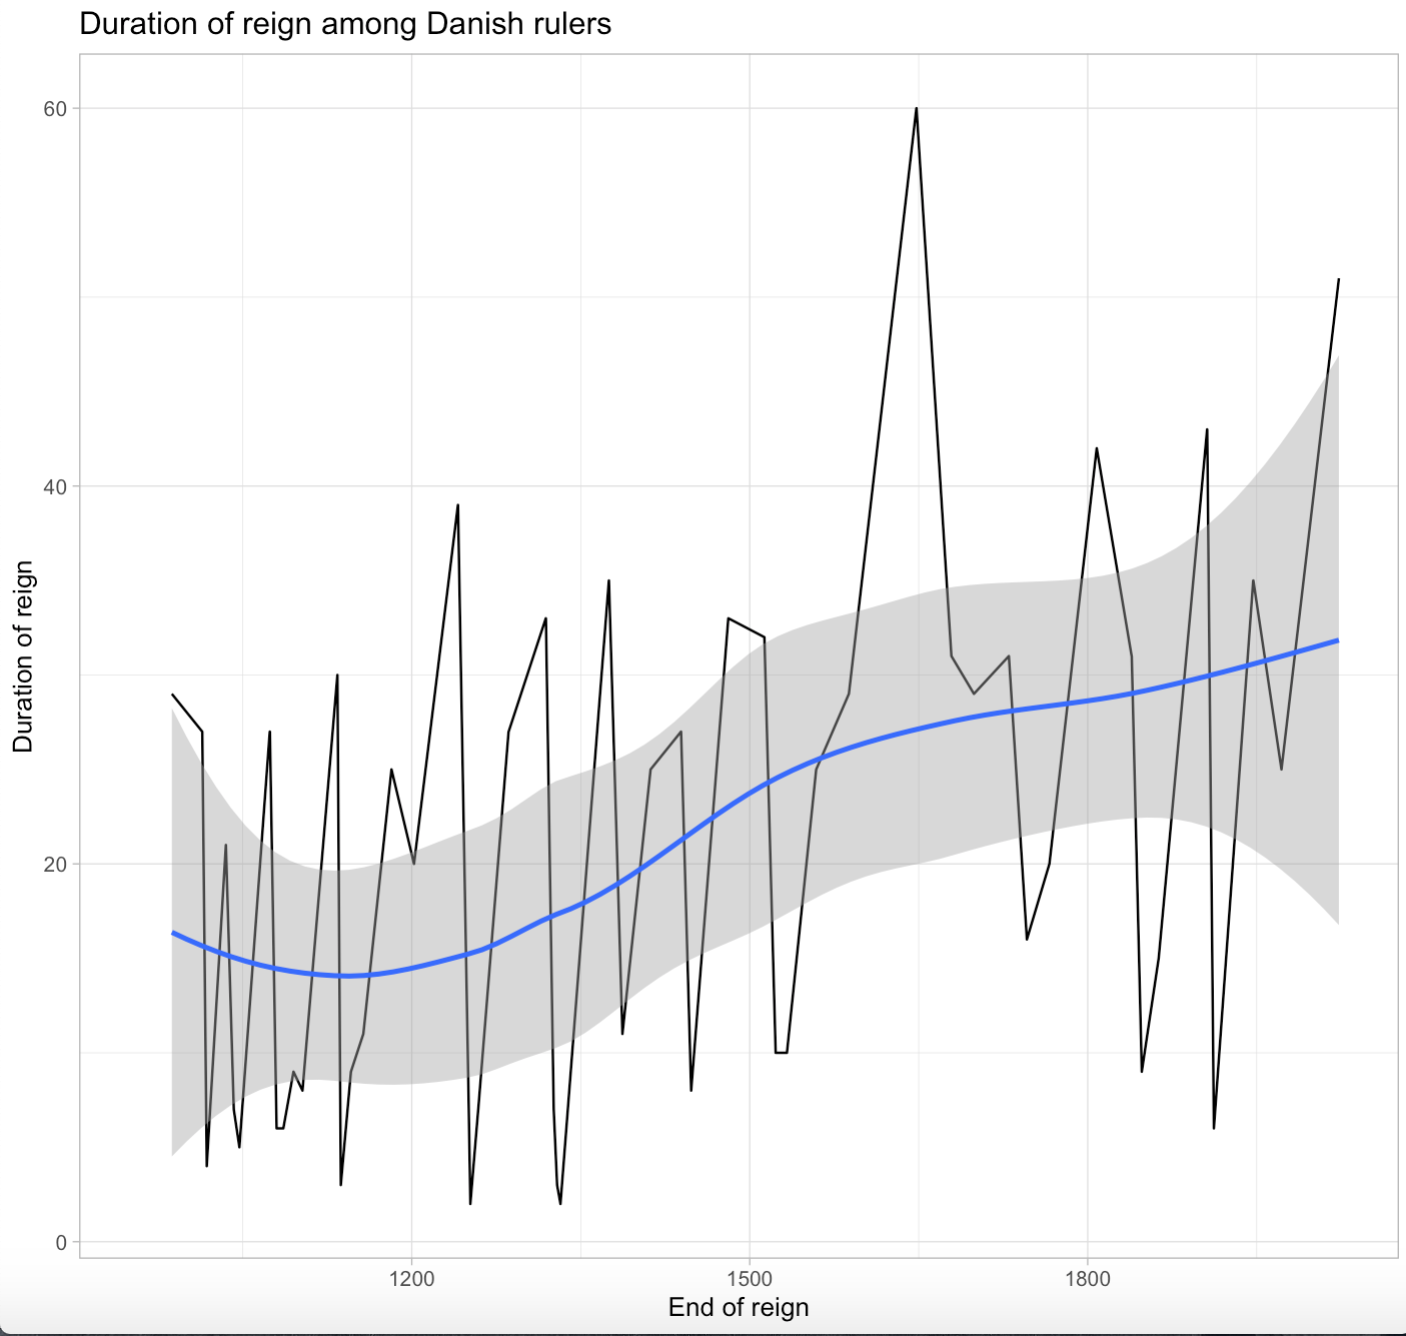 Duration of reign among Danish rulers
60
40
20
0
Duration of reign
1200 1500 1800
End of reign